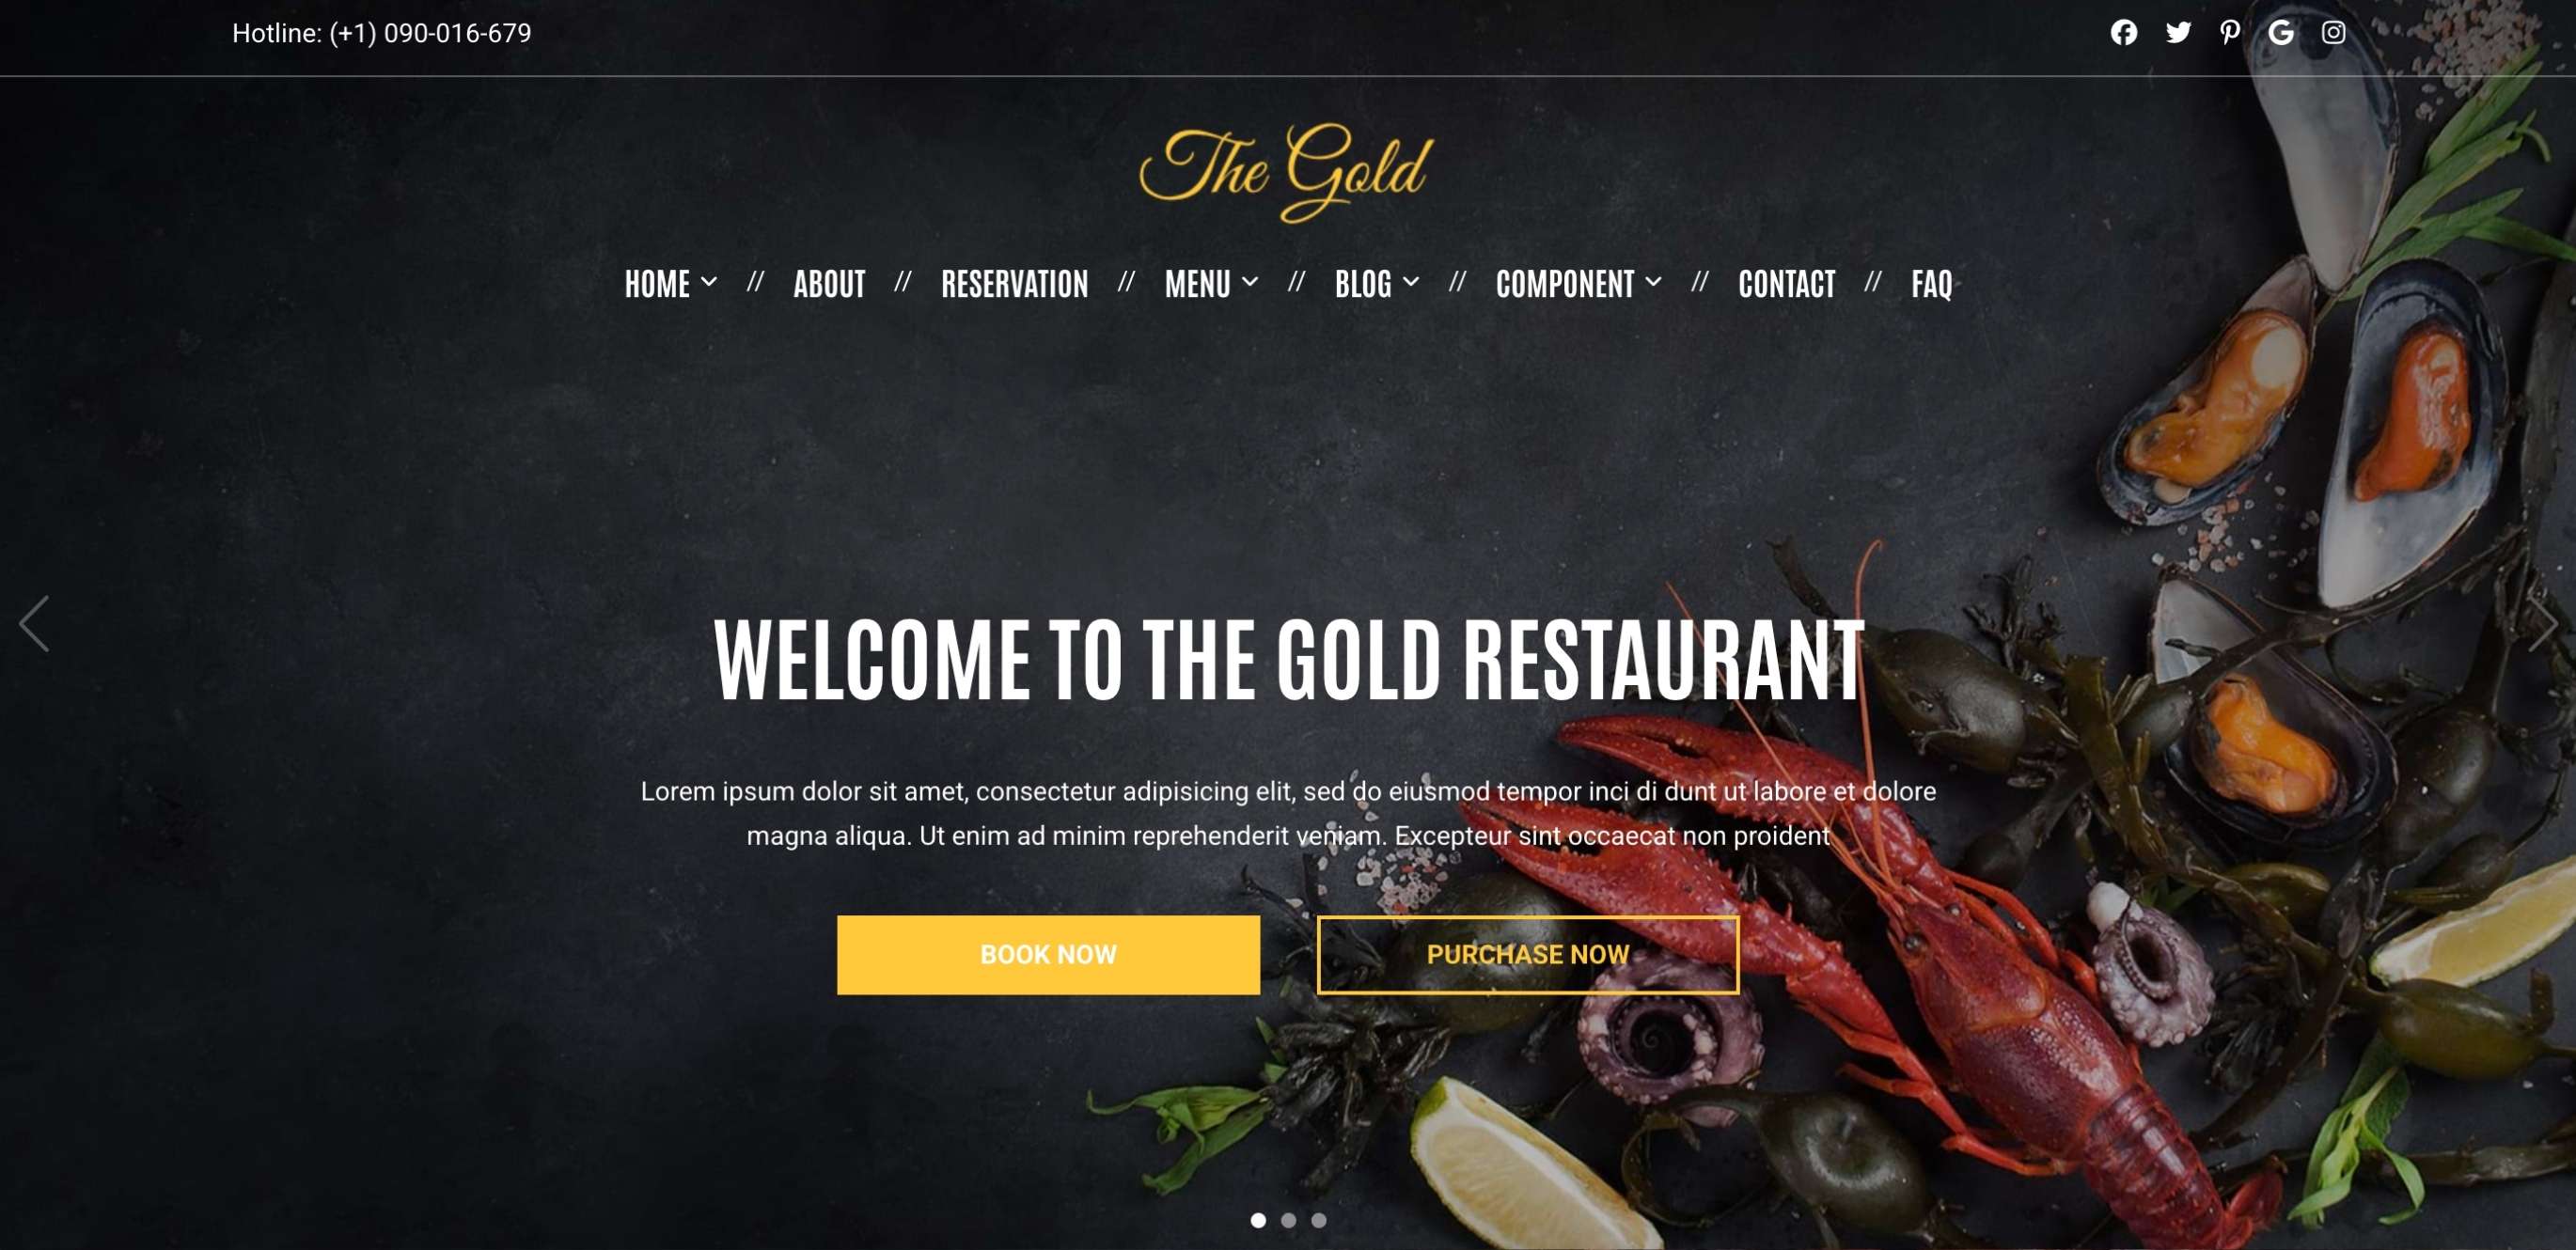 Hotline: (+1) 090-016-679
The Gold
HOME // ABOUT // RESERVATION // MENU // BLOG // COMPONENT // CONTACT // FAQ
WELCOME TO THE GOLD RESTAURANT
Lorem ipsum dolor sit amet, consectetur adipisicing elit, sed do eiusmod tempor inci di dunt ut labore et dolore
magna aliqua. Ut enim ad minim reprehenderit veniam. Excepteur sint occaecat non proident
BOOK NOW PURCHASE NOW